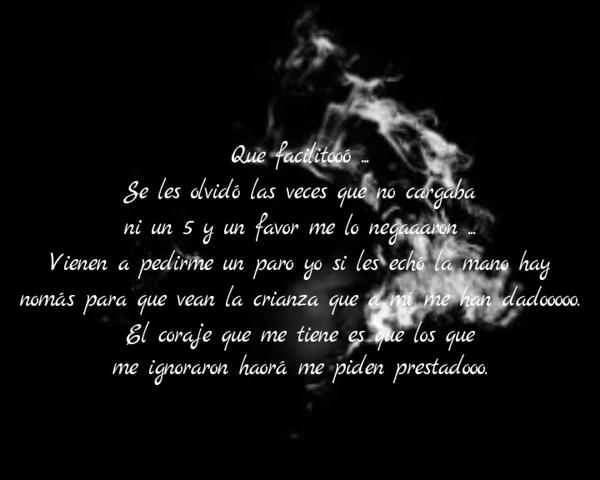 Que facilitooó ...
Se les olvidó las veces que no cargaba
ni un 5 y un favor me lo negaaaron ...
Vienen a pedirme un paro yo si les echó la mano hay
nomás para que vean la crianza que a mí me han dadooooo.
El coraje que me tiene es que los que
me ignoraron haorá me piden prestadooo.